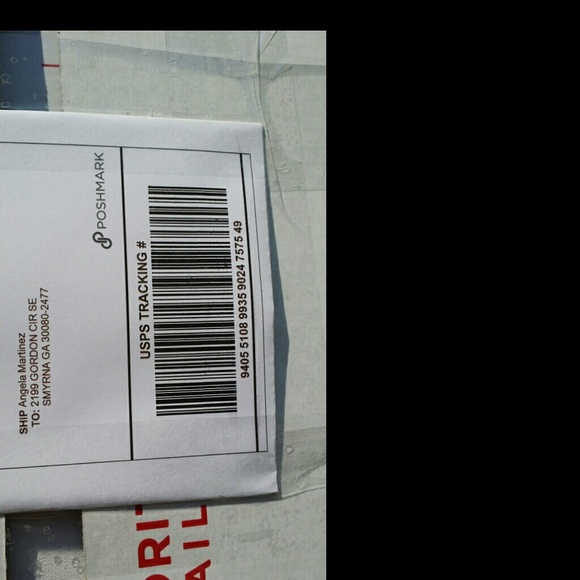 SHIP Angela Martinez
TO: 2199 GORDON CIR SE
SMYRNA GA 30080-2477
POSHMARK
USPS TRACKING #
9405 5108 9935 9024 7575 49